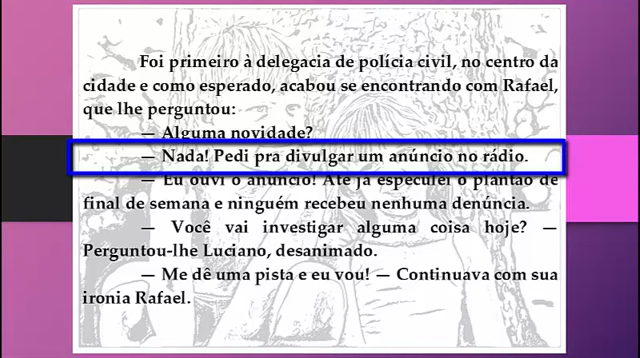 Foi primeiro à delegacia de polícia civil, no centro da
cidade e como esperado, acabou se encontrando com Rafael,
que lhe perguntou:
— Alguma novidade?
— Nada! Pedi pra divulgar um anúncio no rádio.
— Eu ouvi o anúncio! Até já especulei o plantão de
final de semana e ninguém recebeu nenhuma denúncia.
— Você vai investigar alguma coisa hoje? —
Perguntou-lhe Luciano, desanimado.
— Me dê uma pista e eu vou! — Continuava com sua
ironia Rafael.